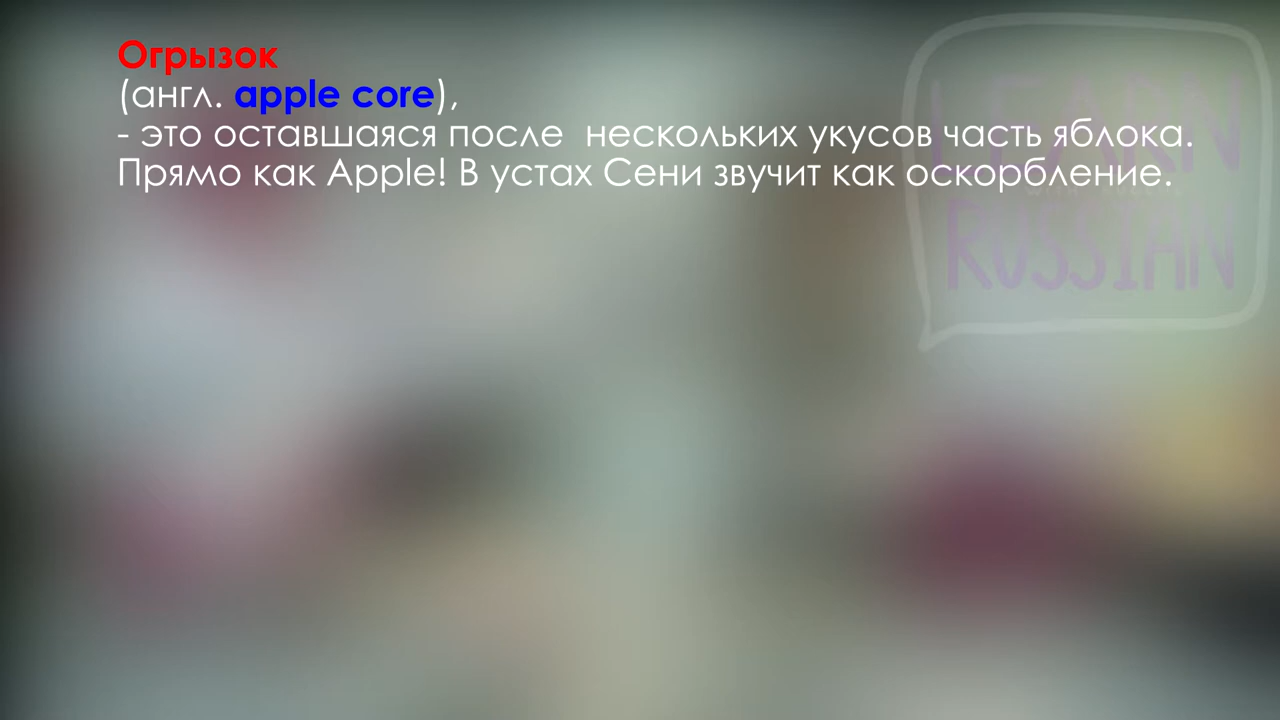 Огрызок
(англ. apple core),
- это оставшаяся после  нескольких укусов часть яблока.
Прямо как Apple! В устах Сени звучит как оскорбление.
LEARN
RUSSIAN